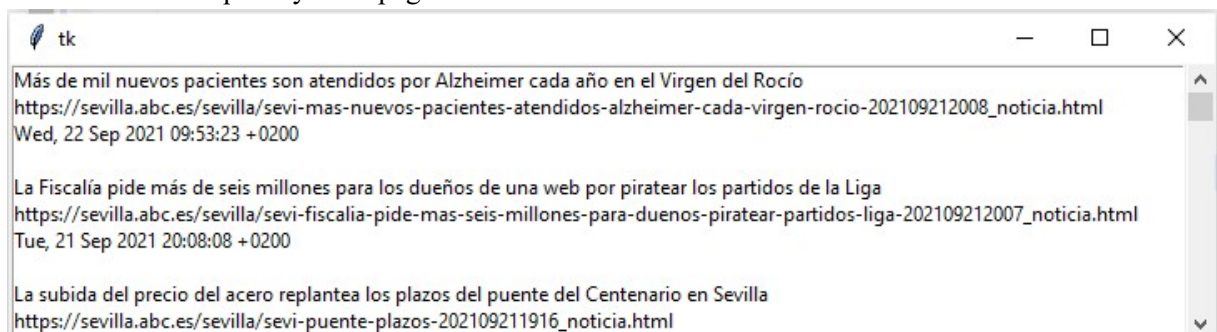 tk
Más de mil nuevos pacientes son atendidos por Alzheimer cada año en el Virgen del Rocío
https://sevilla.abc.es/sevilla/sevi-mas-nuevos-pacientes-atendidos-alzheimer-cada-virgen-rocio-202109212008_noticia.html
Wed, 22 Sep 2021 09:53:23 +0200
La Fiscalía pide más de seis millones para los dueños de una web por piratear los partidos de la Liga
https://sevilla.abc.es/sevilla/sevi-fiscalia-pide-mas-seis-millones-para-duenos-piratear-partidos-liga-202109212007_noticia.html
Tue, 21 Sep 2021 20:08:08 +0200
La subida del precio del acero replantea los plazos del puente del Centenario en Sevilla
https://sevilla.abc.es/sevilla/sevi-puente-plazos-202109211916_noticia.html